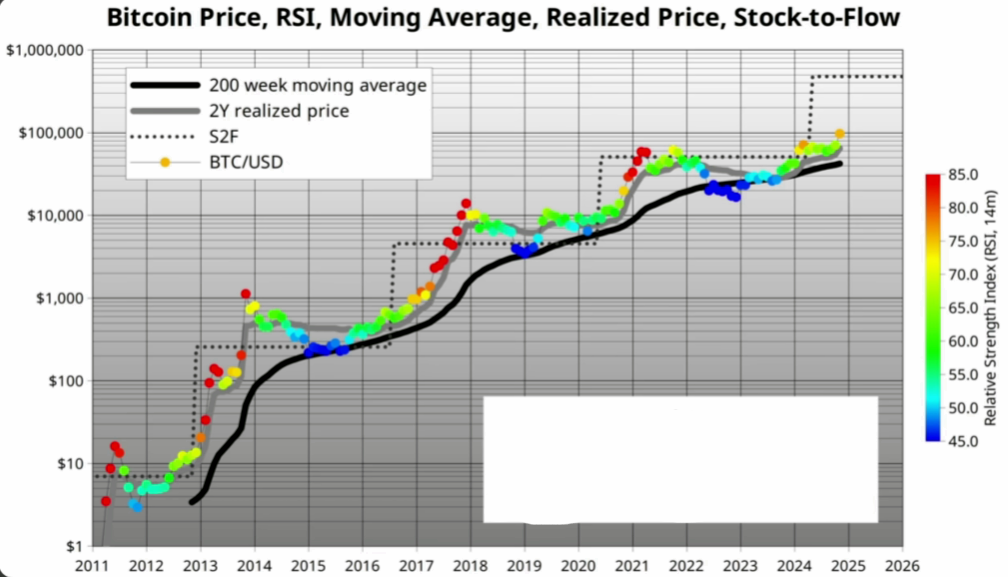 Bitcoin Price, RSI, Moving Average, Realized Price, Stock-to-Flow
$1,000,000
$100,000
$10,000
$1,000
$100
$10
$1
200 week moving average
2Y realized price
S2F
BTC/USD
2011 2012 2013 2014 2015 2016 2017 2018 2019 2020 2021 2022 2023 2024 2025 2026
85.0
80.0
75.0
70.0
65.0
60.0
55.0
50.0
45.0
Relative Strength Index (RSI, 14m)